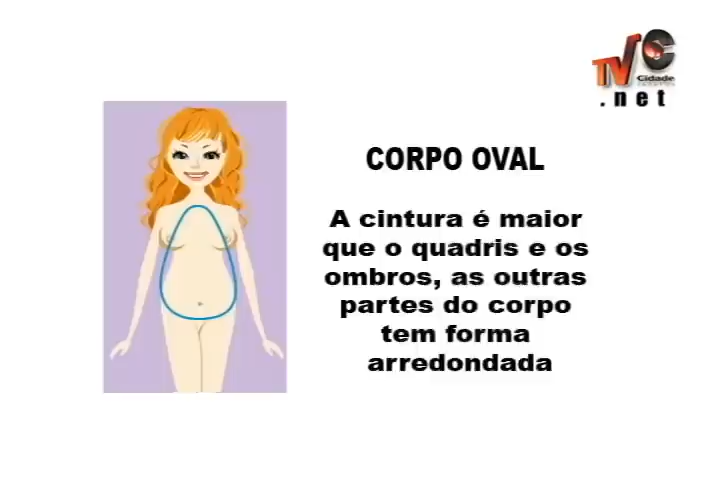 TVC
Cidade
.net
CORPO OVAL
A cintura é maior
que o quadris e os
ombros, as outras
partes do corpo
tem forma
arredondada